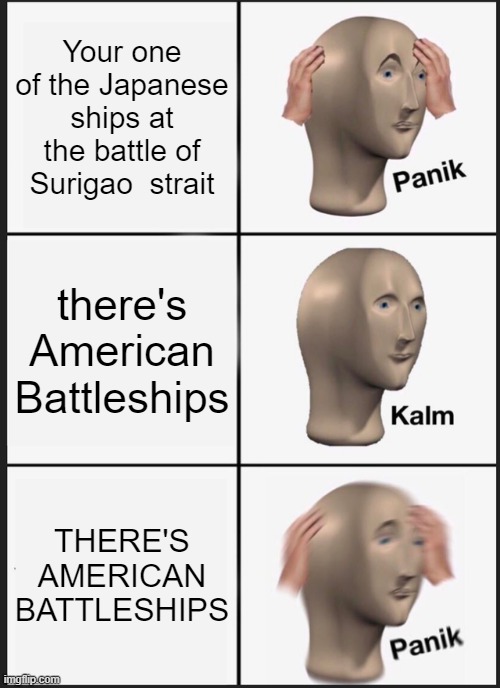 Your one
of the Japanese
ships at
the battle of
Surigao strait
Panik
there's
American
Battleships
Kalm
THERE'S
AMERICAN
BATTLESHIPS
Panik
imgflip.com